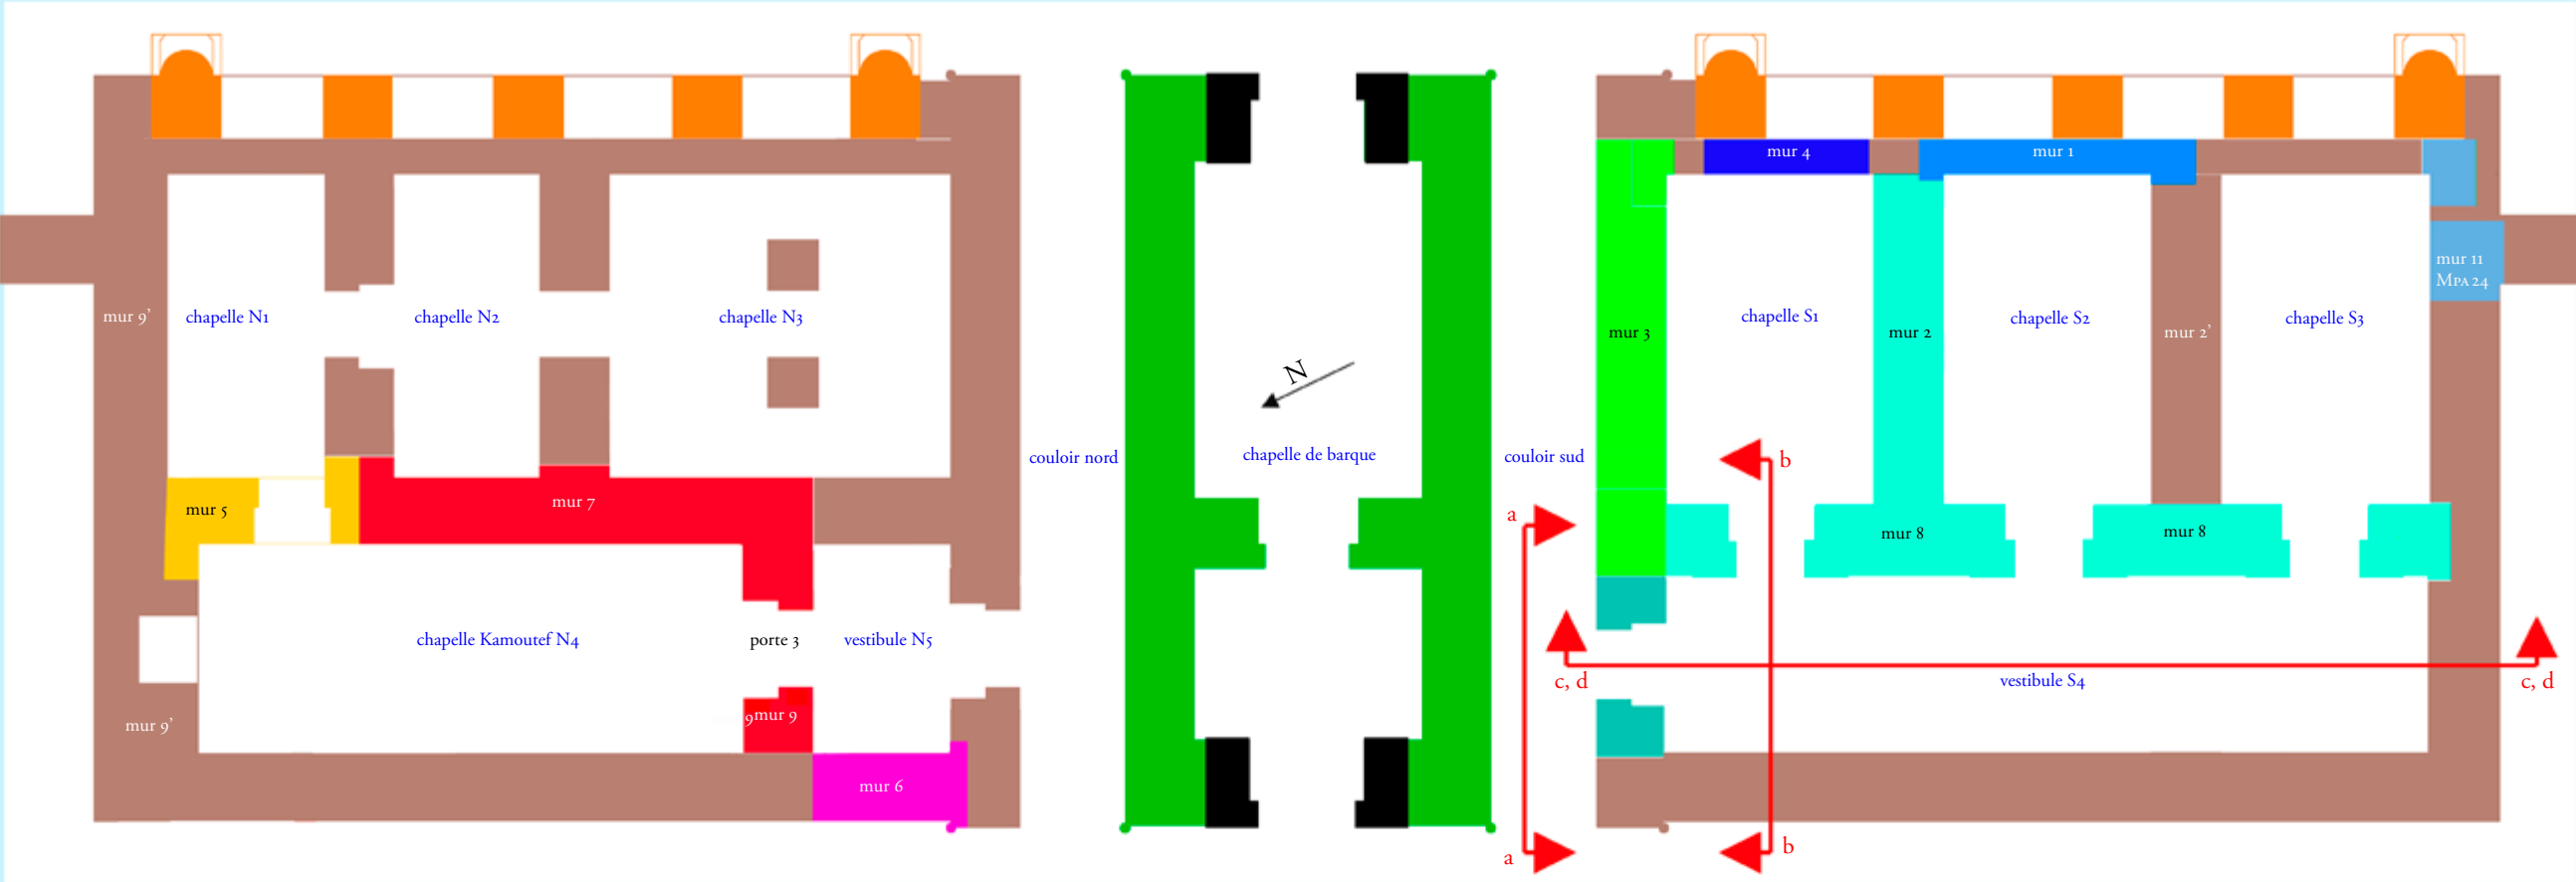 mur 4
mur 1
mur 11
MPA 24
mur 9’
chapelle N1
chapelle N2
chapelle N3
chapelle S1
chapelle S2
chapelle S3
mur 3
mur 2
mur 2’
N
couloir nord
chapelle de barque
couloir sud
b
mur 5
mur 7
a
mur 8
mur 8
chapelle Kamoutef N4
porte 3
vestibule N5
c, d
vestibule S4
c, d
mur 9’
9
mur 9
mur 6
a
b